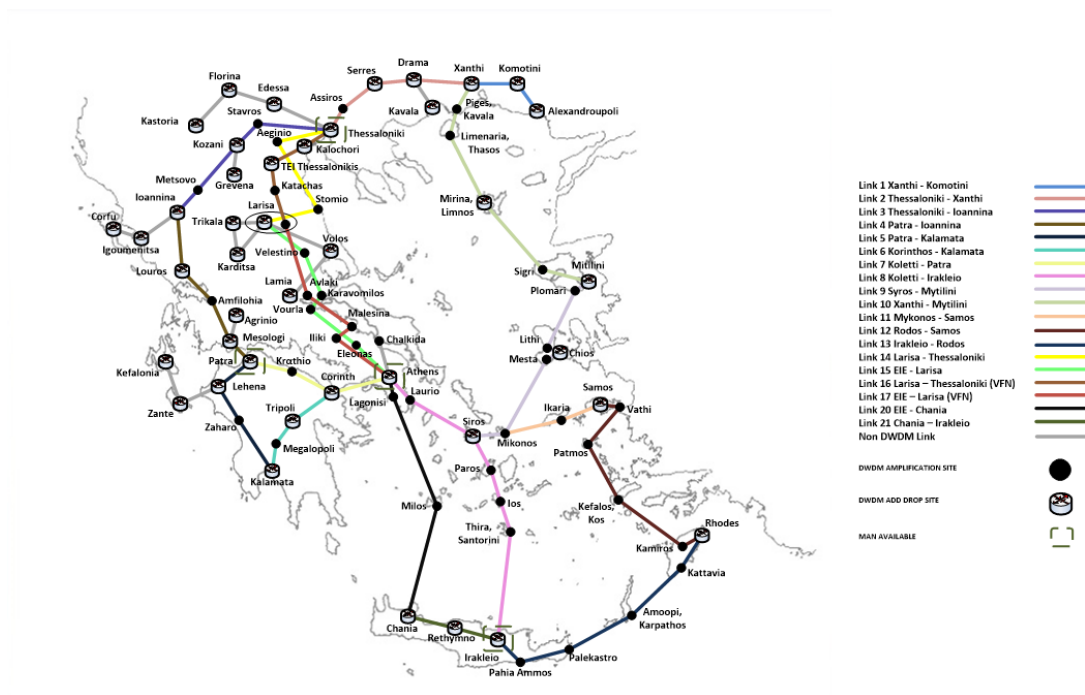 Florina
Edessa
Stavros
Kastoria
Aeginio
Kozani
Grevena
Metsovo
Ioannina
Corfu
Igoumenitsa
Louros
Amfilohia
Agrinio
Mesologi
Assiros
Serres
Drama
Xanthi
Komotini
Kavala
Piges,
Kavala
Alexandroupoli
Thessaloniki
Kalochori
TEI Thessalonikis
Katachas
Limenaria,
Thasos
Larisa
Stomio
Trikala
Karditsa
Velestino
Volos
Mirina,
Limnos
Lamia
Avlaki
Karavomilos
Vourla
Malesina
Iliki
Eleonas
Chalkida
Sigri
Mitilini
Plomari
Lithi
Mesta
Chios
Patra
Krathio
Corinth
Athens
Lagonisi
Laurio
Kefalonia
Zante
Lehena
Zaharo
Tripoli
Megalopoli
Kalamata
Siros
Mikonos
Ikaria
Samos
Vathi
Patmos
Paros
Ios
Thira,
Santorini
Milos
Kefalos,
Kos
Rhodes
Kamiros
Kattavia
Amoopi,
Karpathos
Chania
Rethymno
Irakleio
Pahia Ammos
Palekastro
Link 1 Xanthi - Komotini
Link 2 Thessaloniki - Xanthi
Link 3 Thessaloniki - Ioannina
Link 4 Patra - Ioannina
Link 5 Patra - Kalamata
Link 6 Korinthos - Kalamata
Link 7 Koletti - Patra
Link 8 Koletti - Irakleio
Link 9 Syros - Mytilini
Link 10 Xanthi - Mytilini
Link 11 Mykonos - Samos
Link 12 Rodos - Samos
Link 13 Irakleio - Rodos
Link 14 Larisa - Thessaloniki
Link 15 EIE - Larisa
Link 16 Larisa – Thessaloniki (VFN)
Link 17 EIE – Larisa (VFN)
Link 20 EIE - Chania
Link 21 Chania – Irakleio
Non DWDM Link
DWDM AMPLIFICATION SITE
DWDM ADD DROP SITE
MAN AVAILABLE